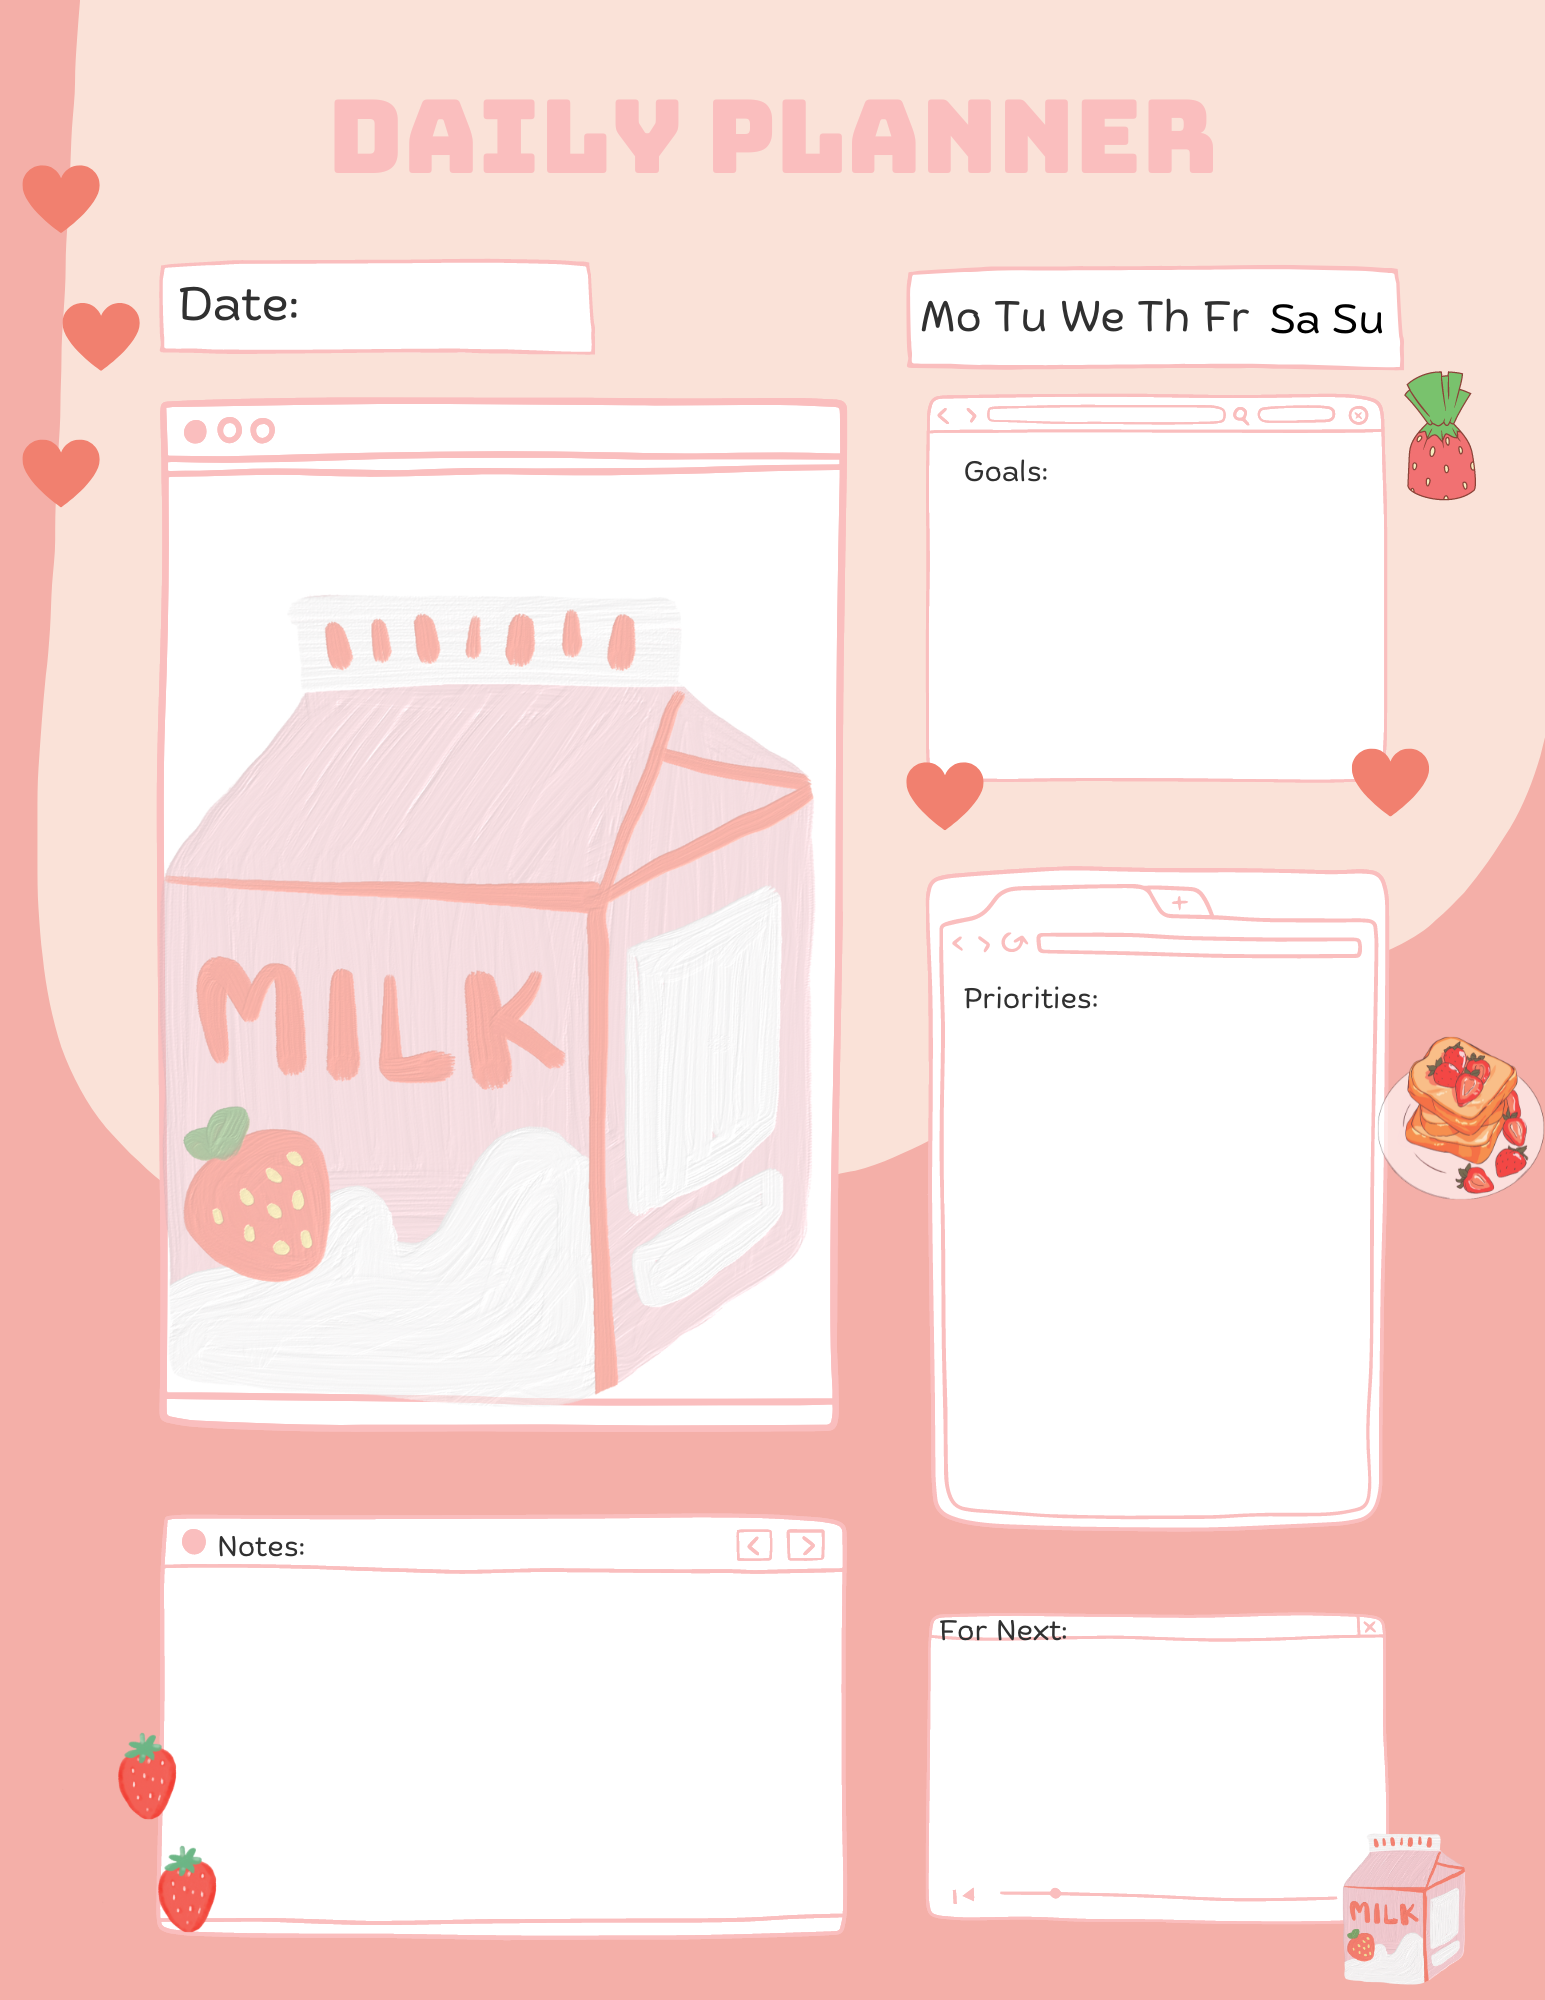 DAILY PLANNER
Date:
Mo Tu We Th Fr Sa Su
Goals:
MILK
Priorities:
Notes:
For Next:
MILK